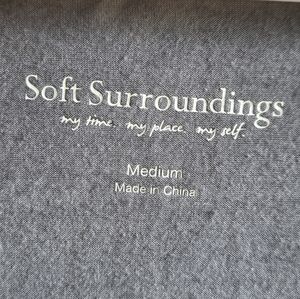 Soft Surroundings
my time. my place. my self.
Medium
Made in China